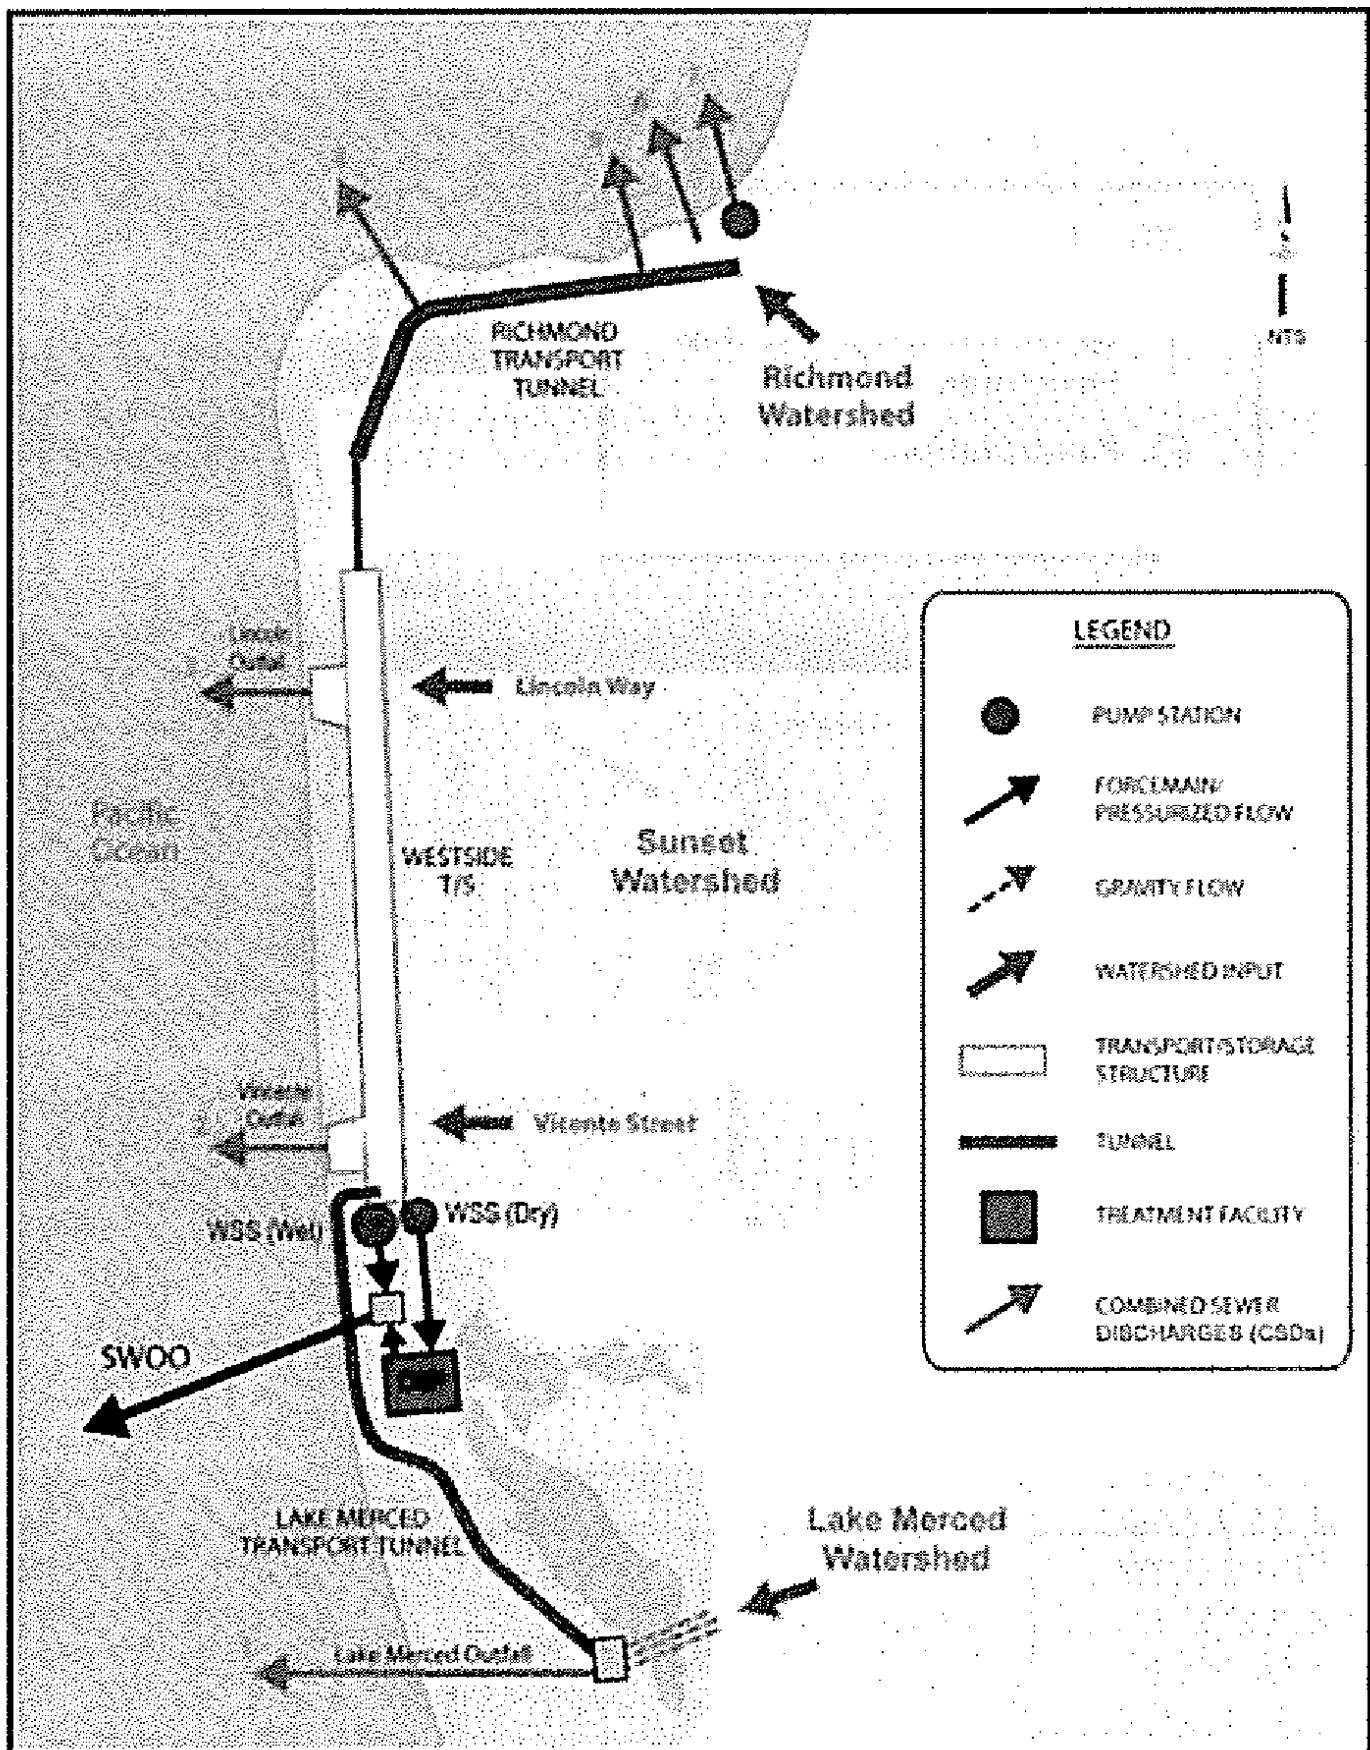 RICHMOND
TRANSPORT
TUNNEL
Richmond
Watershed
NTS
Lincoln
Outfall
Lincoln Way
Pacific
Ocean
WESTSIDE
T/S
Sunset
Watershed
Vicente
Outfall
2
Vicente Street
WSS (Wet)
WSS (Dry)
SWOO
LAKE MERCED
TRANSPORT TUNNEL
Lake Merced
Watershed
Lake Merced Outfall
LEGEND
PUMP STATION
FORCEMAIN/
PRESSURIZED FLOW
GRAVITY FLOW
WATERSHED INPUT
TRANSPORT/STORAGE
STRUCTURE
TUNNEL
TREATMENT FACILITY
COMBINED SEWER
DISCHARGES (CSDs)